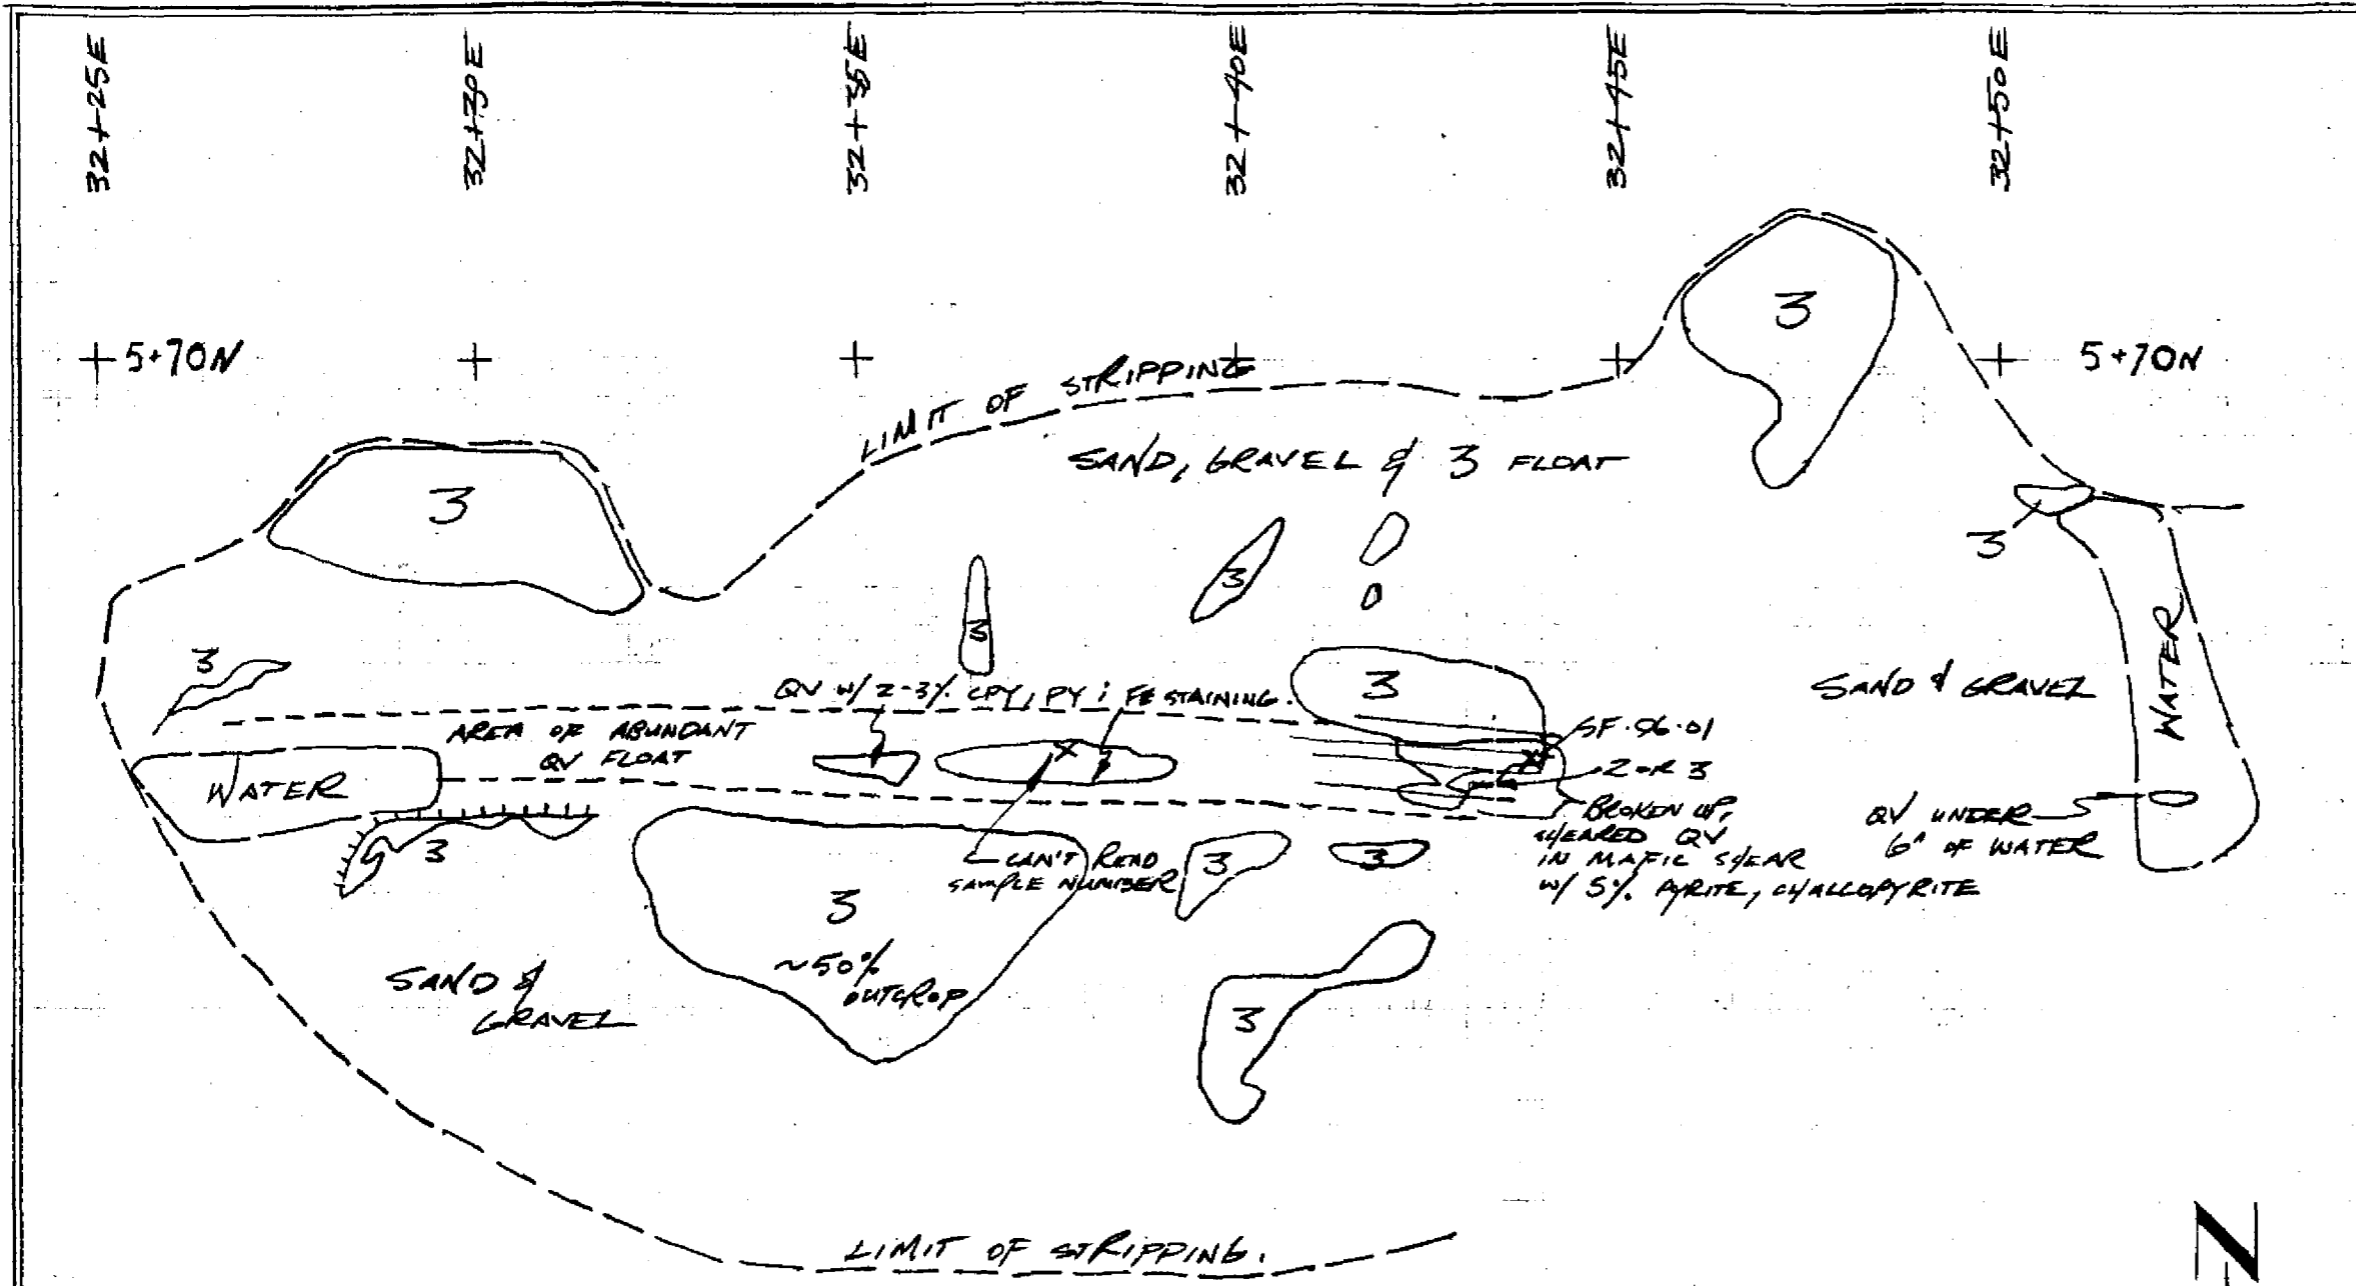 32+25E
32+30E
32+35E
32+40E
32+45E
32+50E
3
5+70N
5+70N
LIMIT OF STRIPPING
SAND, GRAVEL & 3 FLOAT
3
3
3
3
3
3
QV W/ 2-3% CPY, PY ; FE STAINING.
3
SAND & GRAVEL
WATER
AREA OF ABUNDANT
QV FLOAT
SF-96-01
2 OR 3
WATER
BROKEN UP,
SHEARED QV
IN MAFIC SHEAR
W/ 5% PYRITE, CHALCOPYRITE
QV UNDER
6" OF WATER
3
CAN'T READ
SAMPLE NUMBER
3
3
3
~50%
OUTCROP
SAND &
GRAVEL
3
LIMIT OF STRIPPING.
N